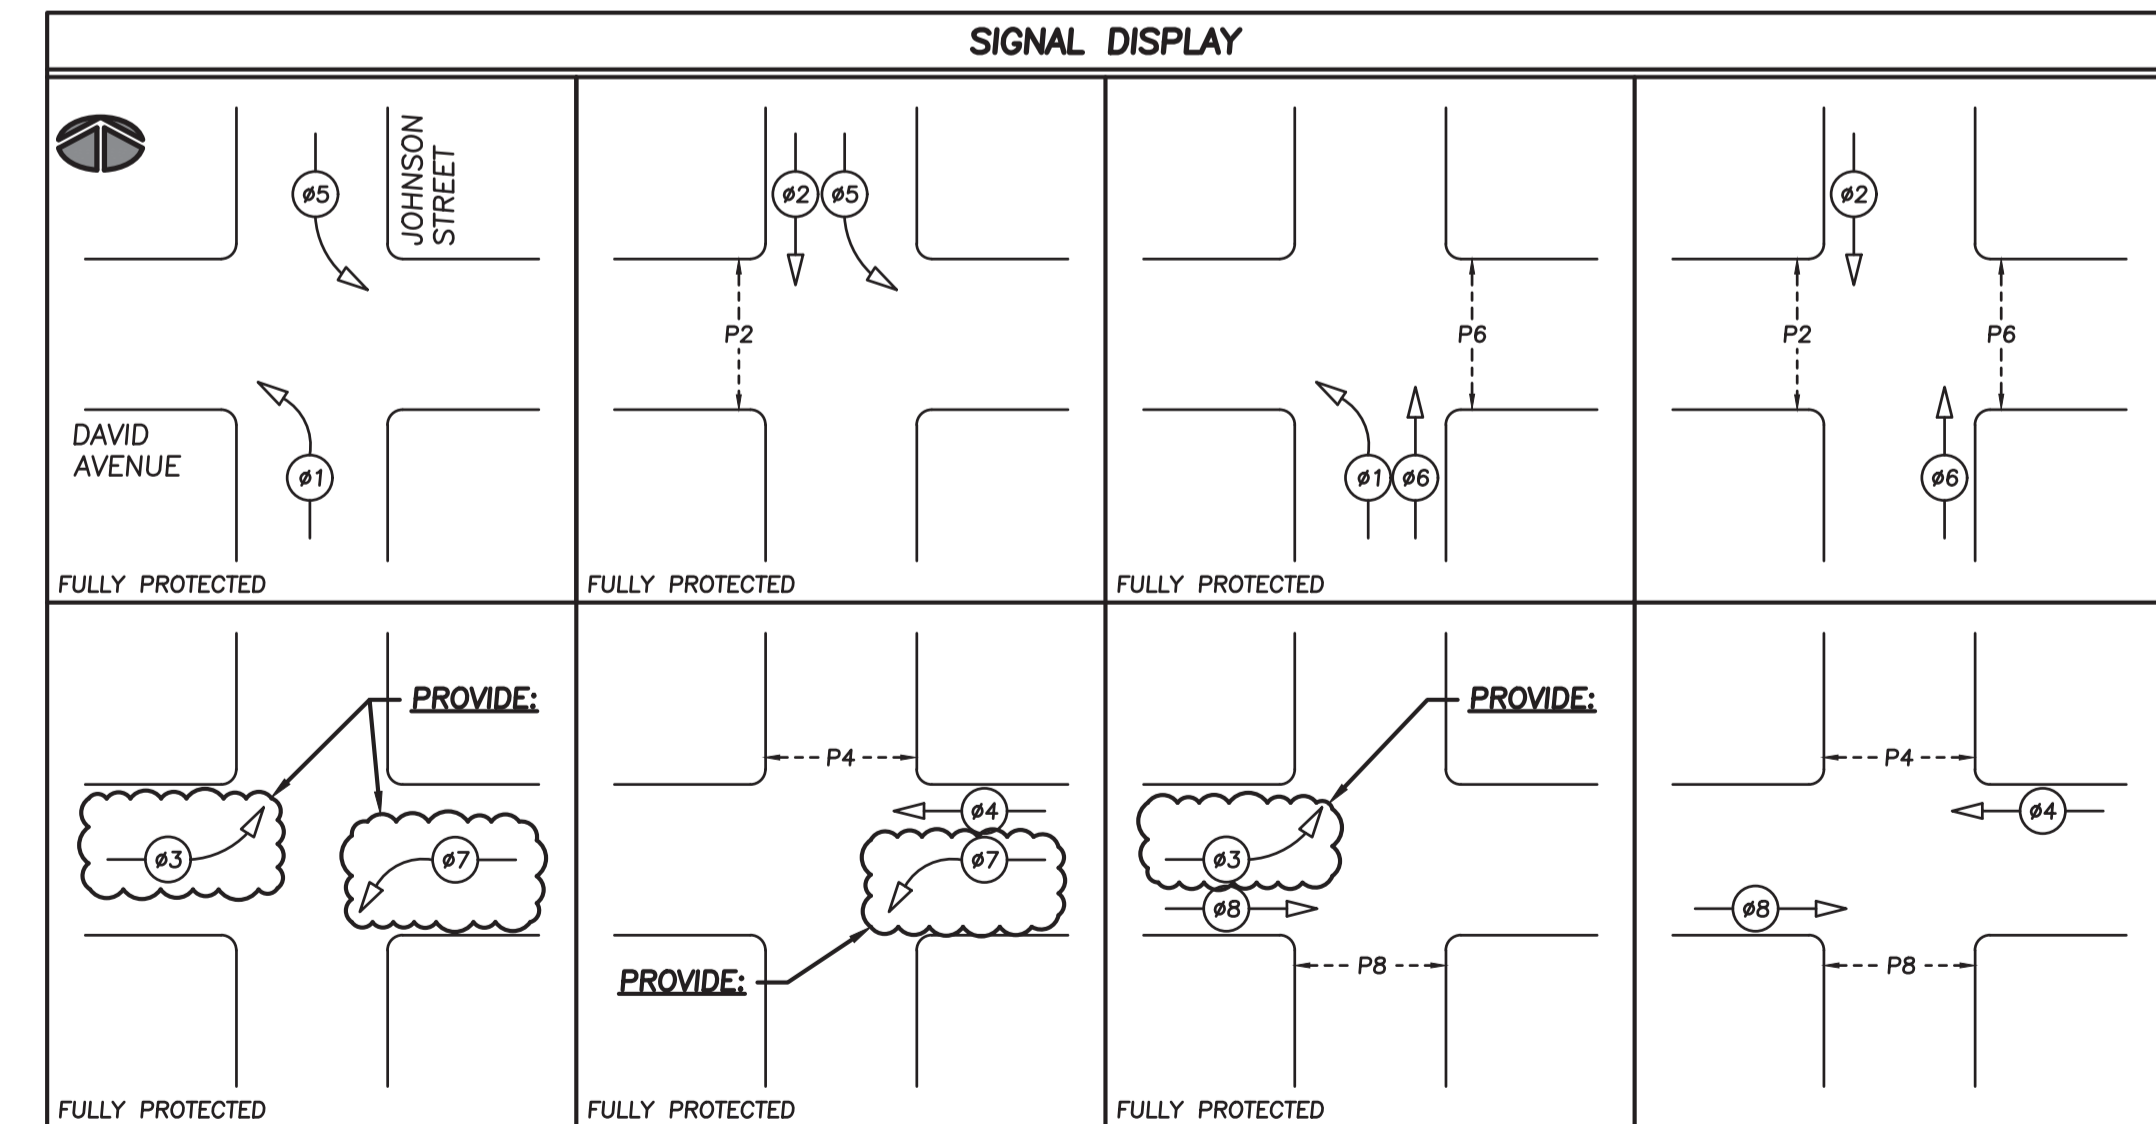 SIGNAL DISPLAY
JOHNSON
STREET
ø5
DAVID
AVENUE
ø1
FULLY PROTECTED
ø2 ø5
P2
FULLY PROTECTED
P6
ø1 ø6
FULLY PROTECTED
ø2
P2 P6
ø6
PROVIDE:
ø3 ø7
FULLY PROTECTED
P4
ø4
ø7
PROVIDE:
FULLY PROTECTED
PROVIDE:
ø3
ø8
P8
FULLY PROTECTED
P4
ø4
ø8
P8